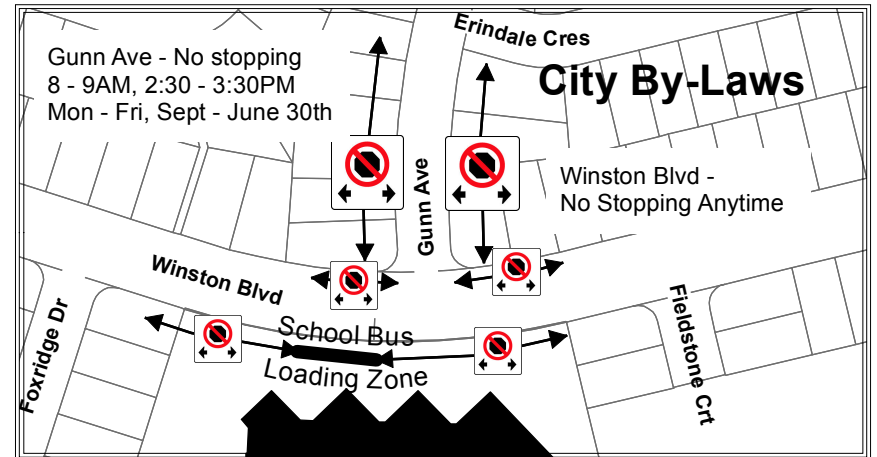 Erindale Cres
Gunn Ave - No stopping
8 - 9AM, 2:30 - 3:30PM
Mon - Fri, Sept - June 30th
City By-Laws
Gunn Ave
Winston Blvd -
No Stopping Anytime
Winston Blvd
Foxridge Dr
School Bus
Loading Zone
Fieldstone Crt